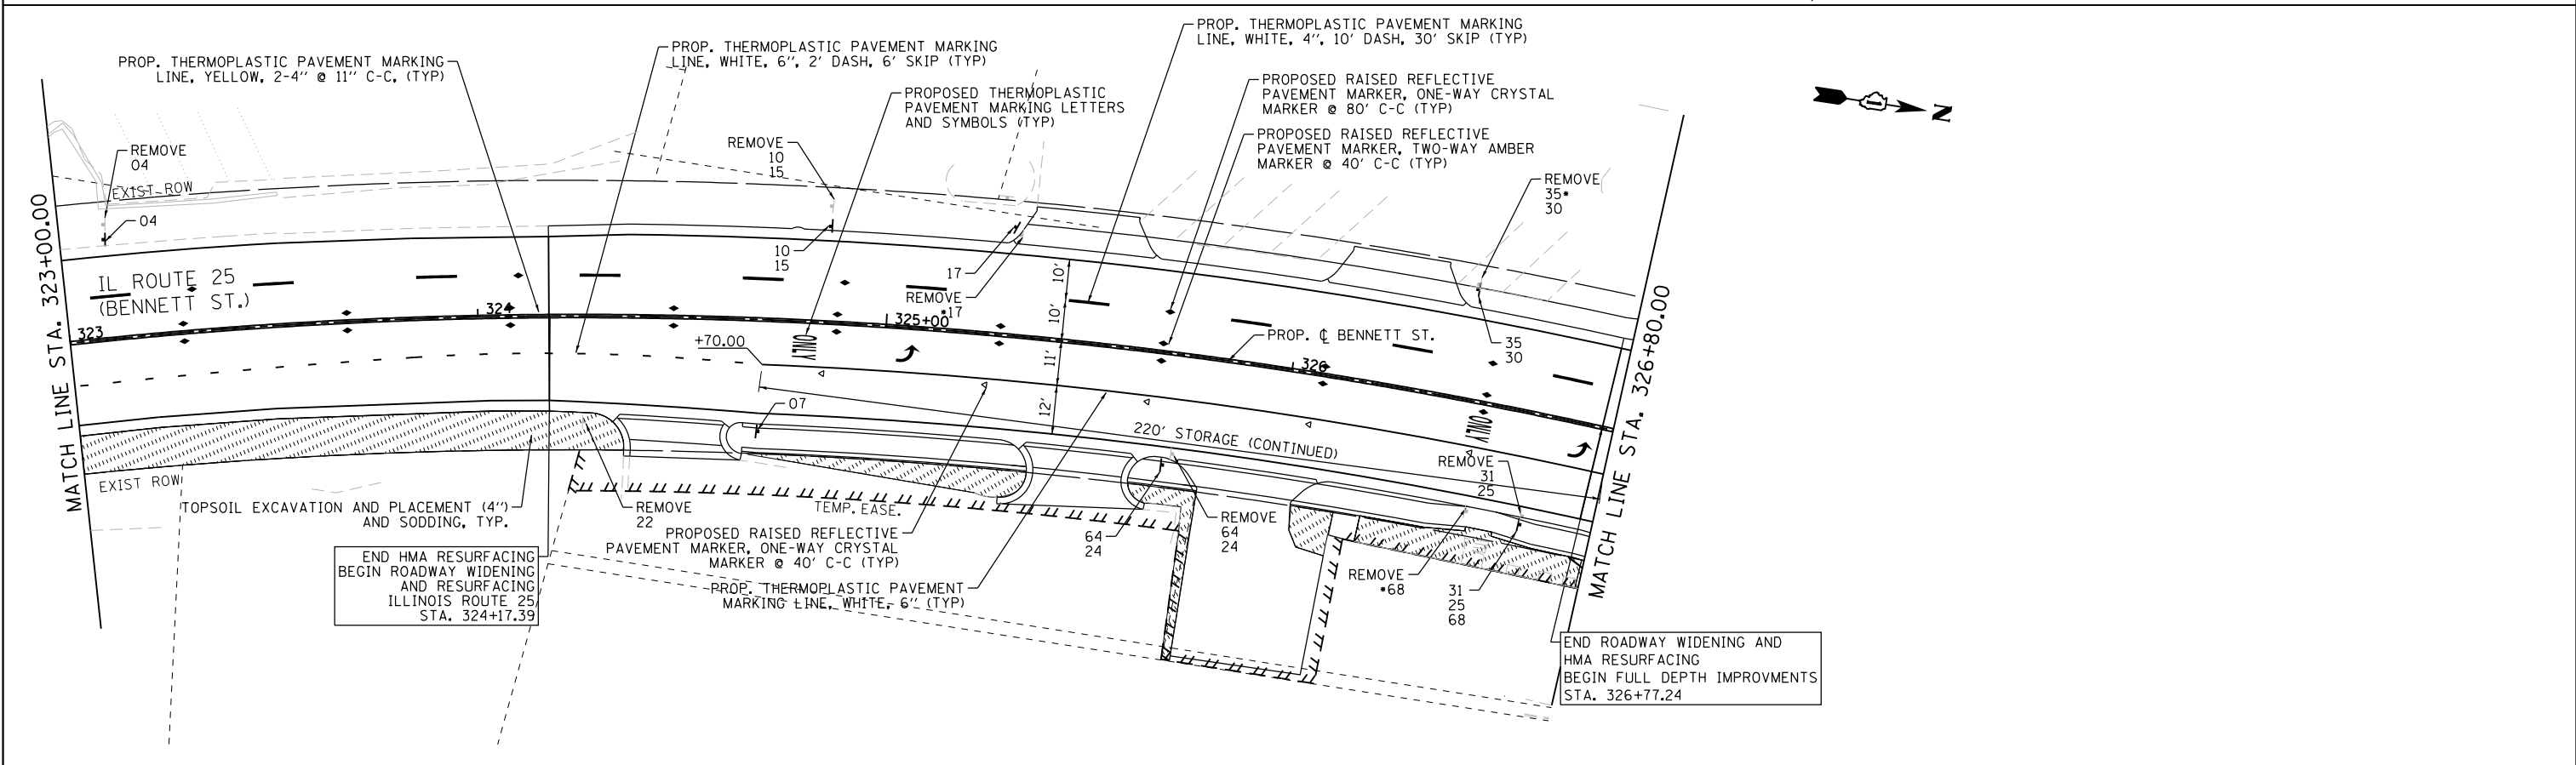 PROP. THERMOPLASTIC PAVEMENT MARKING
LINE, YELLOW, 2-4" @ 11" C-C, (TYP)
PROP. THERMOPLASTIC PAVEMENT MARKING
LINE, WHITE, 6", 2' DASH, 6' SKIP (TYP)
PROP. THERMOPLASTIC PAVEMENT MARKING
LINE, WHITE, 4", 10' DASH, 30' SKIP (TYP)
PROPOSED THERMOPLASTIC
PAVEMENT MARKING LETTERS
AND SYMBOLS (TYP)
PROPOSED RAISED REFLECTIVE
PAVEMENT MARKER, ONE-WAY CRYSTAL
MARKER @ 80' C-C (TYP)
PROPOSED RAISED REFLECTIVE
PAVEMENT MARKER, TWO-WAY AMBER
MARKER @ 40' C-C (TYP)
N
REMOVE
04
EXIST ROW
04
REMOVE
10
15
10
15
17
REMOVE
*17
REMOVE
35*
30
35
30
MATCH LINE STA. 323+00.00
IL ROUTE 25
(BENNETT ST.)
323
324
325+00
326
+70.00
ONLY
10'
10'
11'
12'
PROP. ℄ BENNETT ST.
ONLY
MATCH LINE STA. 326+80.00
07
220' STORAGE (CONTINUED)
REMOVE
31
25
EXIST ROW
TOPSOIL EXCAVATION AND PLACEMENT (4")
AND SODDING, TYP.
REMOVE
22
TEMP. EASE.
PROPOSED RAISED REFLECTIVE
PAVEMENT MARKER, ONE-WAY CRYSTAL
MARKER @ 40' C-C (TYP)
64
24
REMOVE
64
24
REMOVE
*68
31
25
68
PROP. THERMOPLASTIC PAVEMENT
MARKING LINE, WHITE, 6" (TYP)
END HMA RESURFACING
BEGIN ROADWAY WIDENING
AND RESURFACING
ILLINOIS ROUTE 25
STA. 324+17.39
END ROADWAY WIDENING AND
HMA RESURFACING
BEGIN FULL DEPTH IMPROVMENTS
STA. 326+77.24